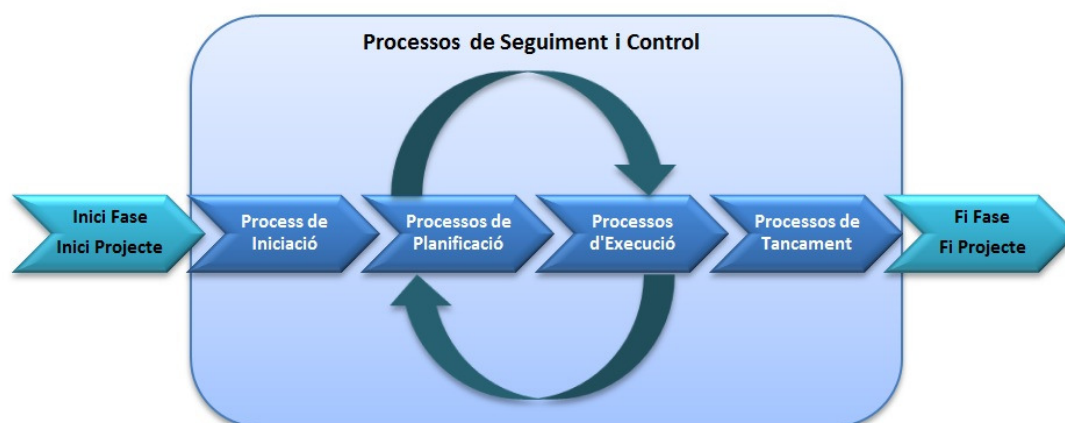 Processos de Seguiment i Control
Inici Fase
Inici Projecte
Process de
Iniciació
Processos de
Planificació
Processos
d'Execució
Processos de
Tancament
Fi Fase
Fi Projecte